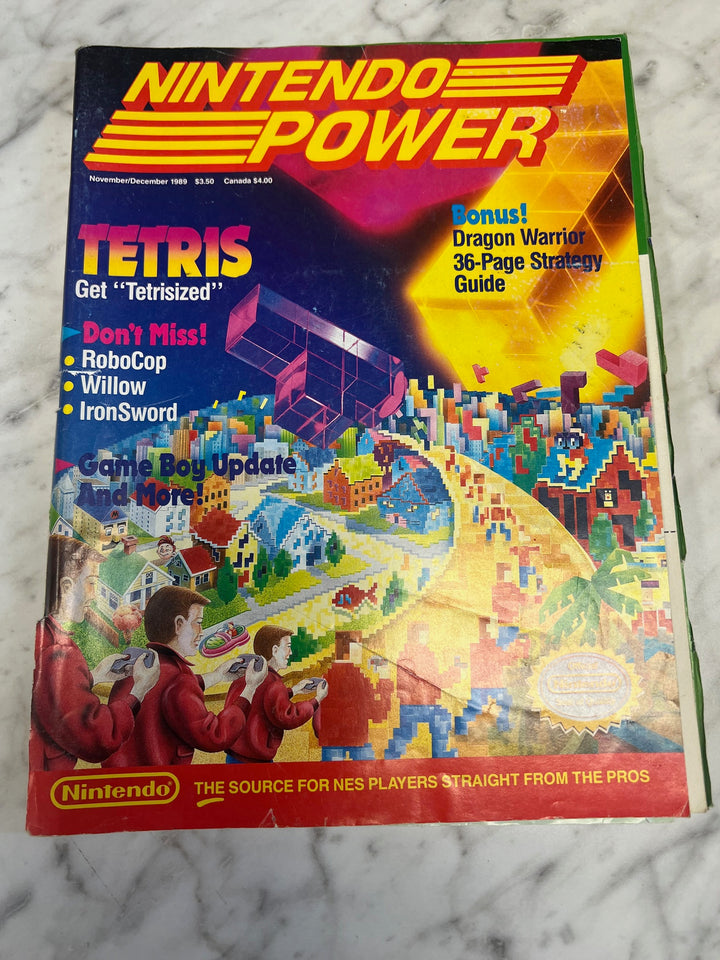 NINTENDO
POWER
November/December 1989 $3.50 Canada $4.00
TETRIS
Get "Tetrisized"
Bonus!
Dragon Warrior
36-Page Strategy
Guide
Don't Miss!
• RoboCop
• Willow
• IronSword
Game Boy Update
And More!
Nintendo®
THE SOURCE FOR NES PLAYERS STRAIGHT FROM THE PROS